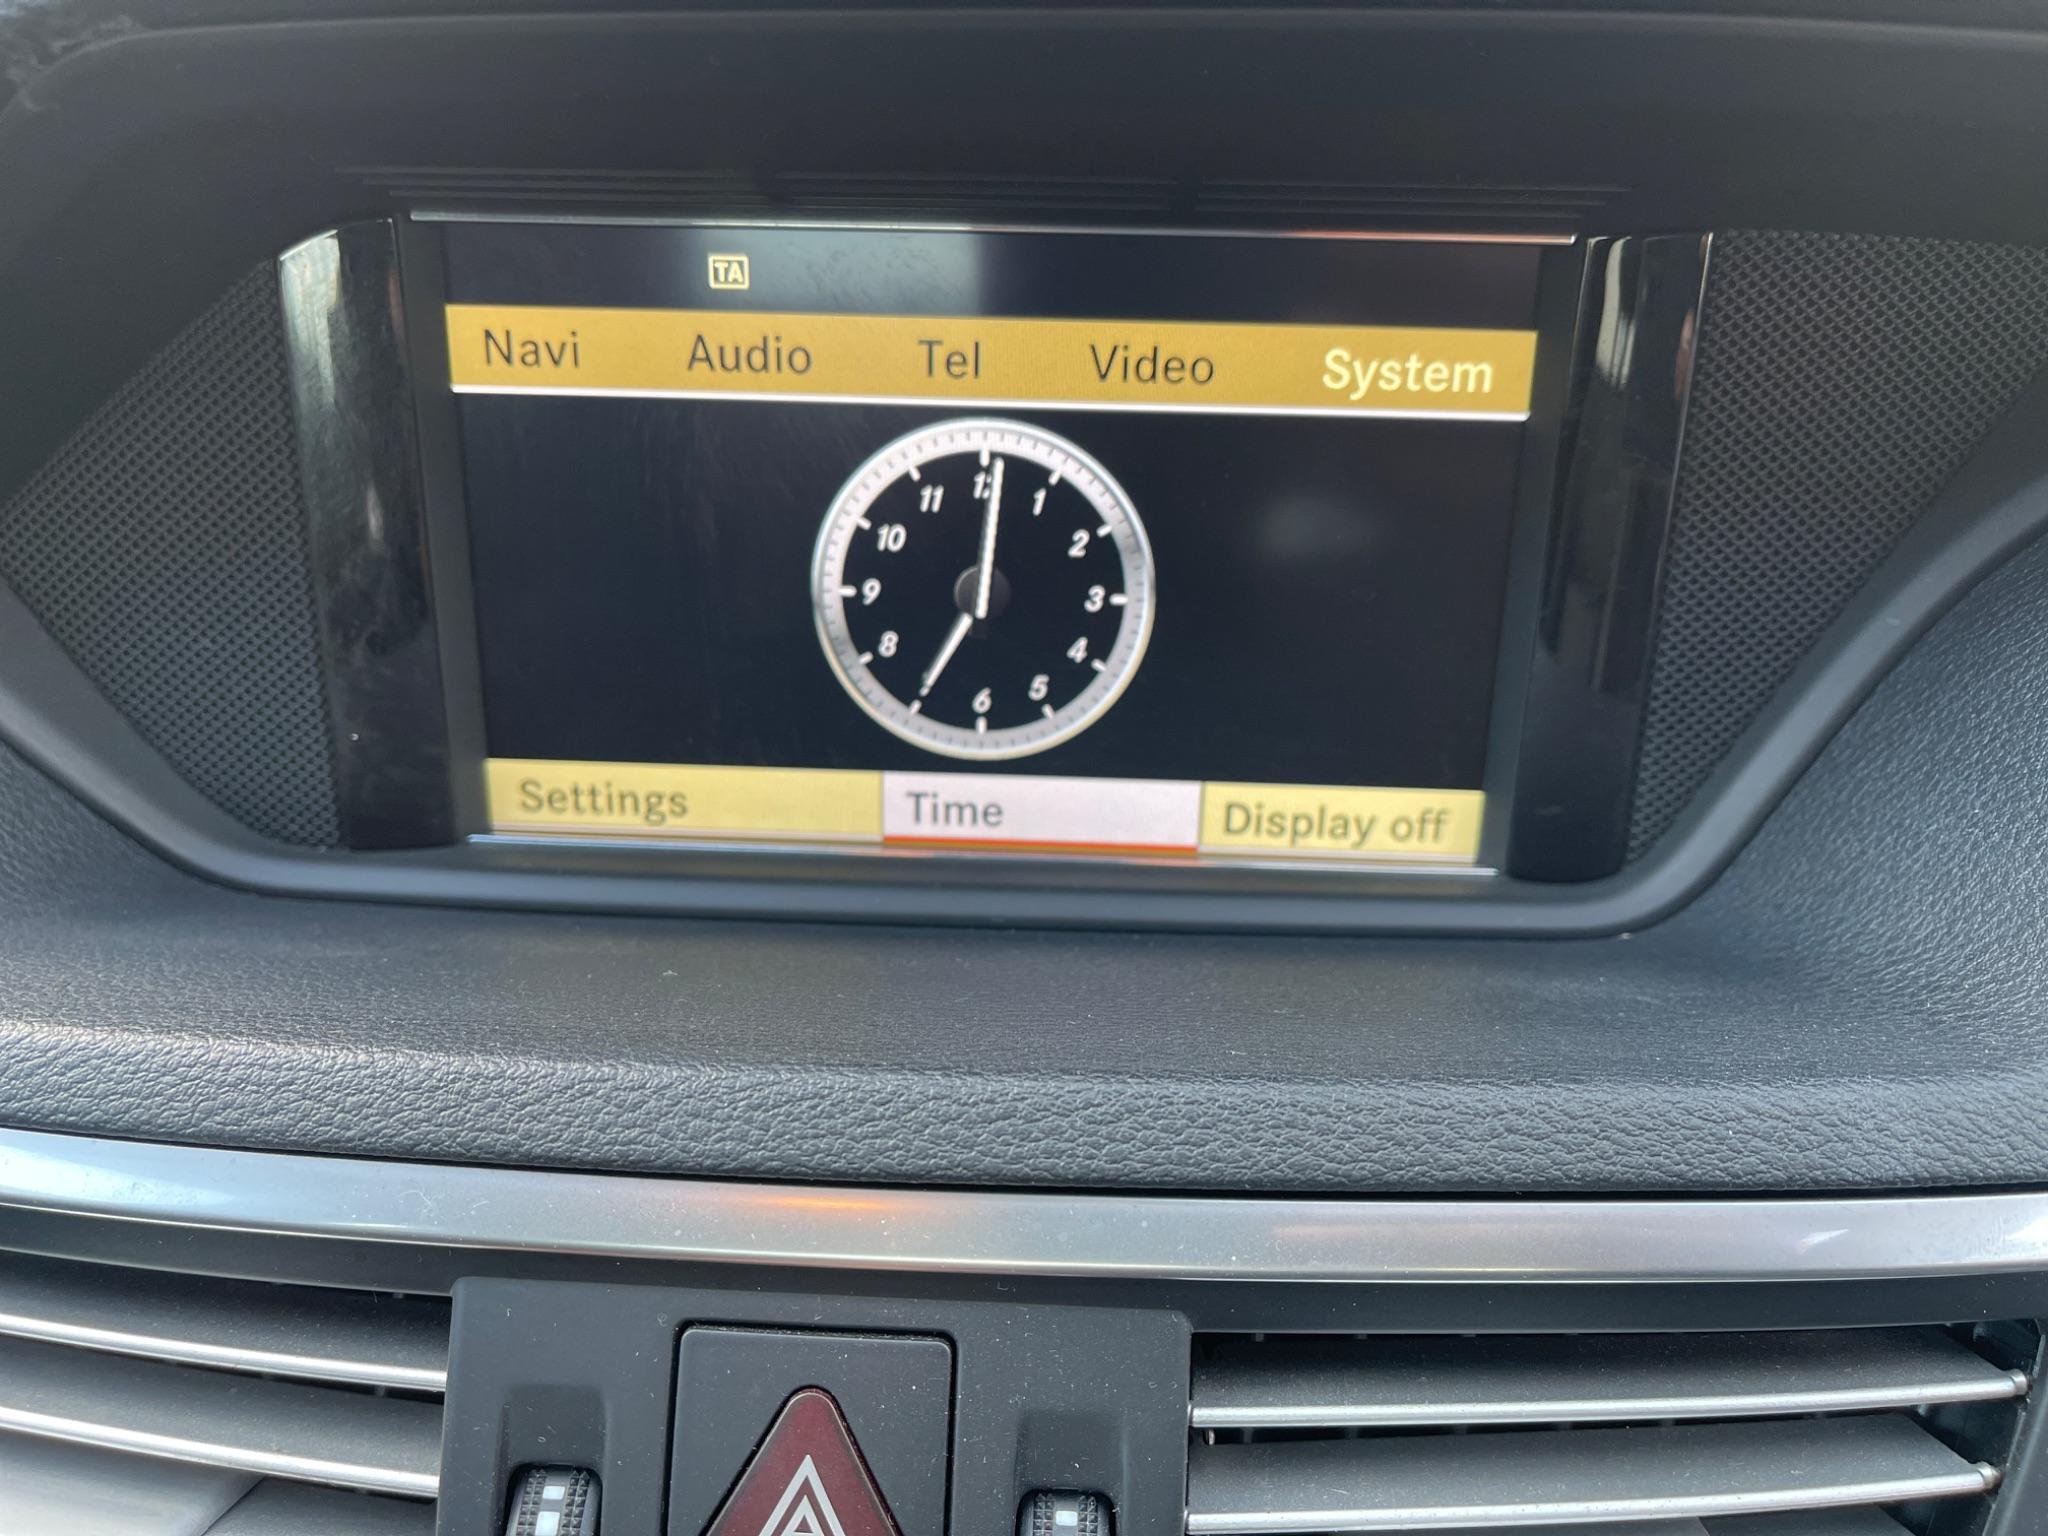 TA
Navi Audio Tel Video System
12
11 1
10 2
9 3
8 4
6 5
Settings Time Display off